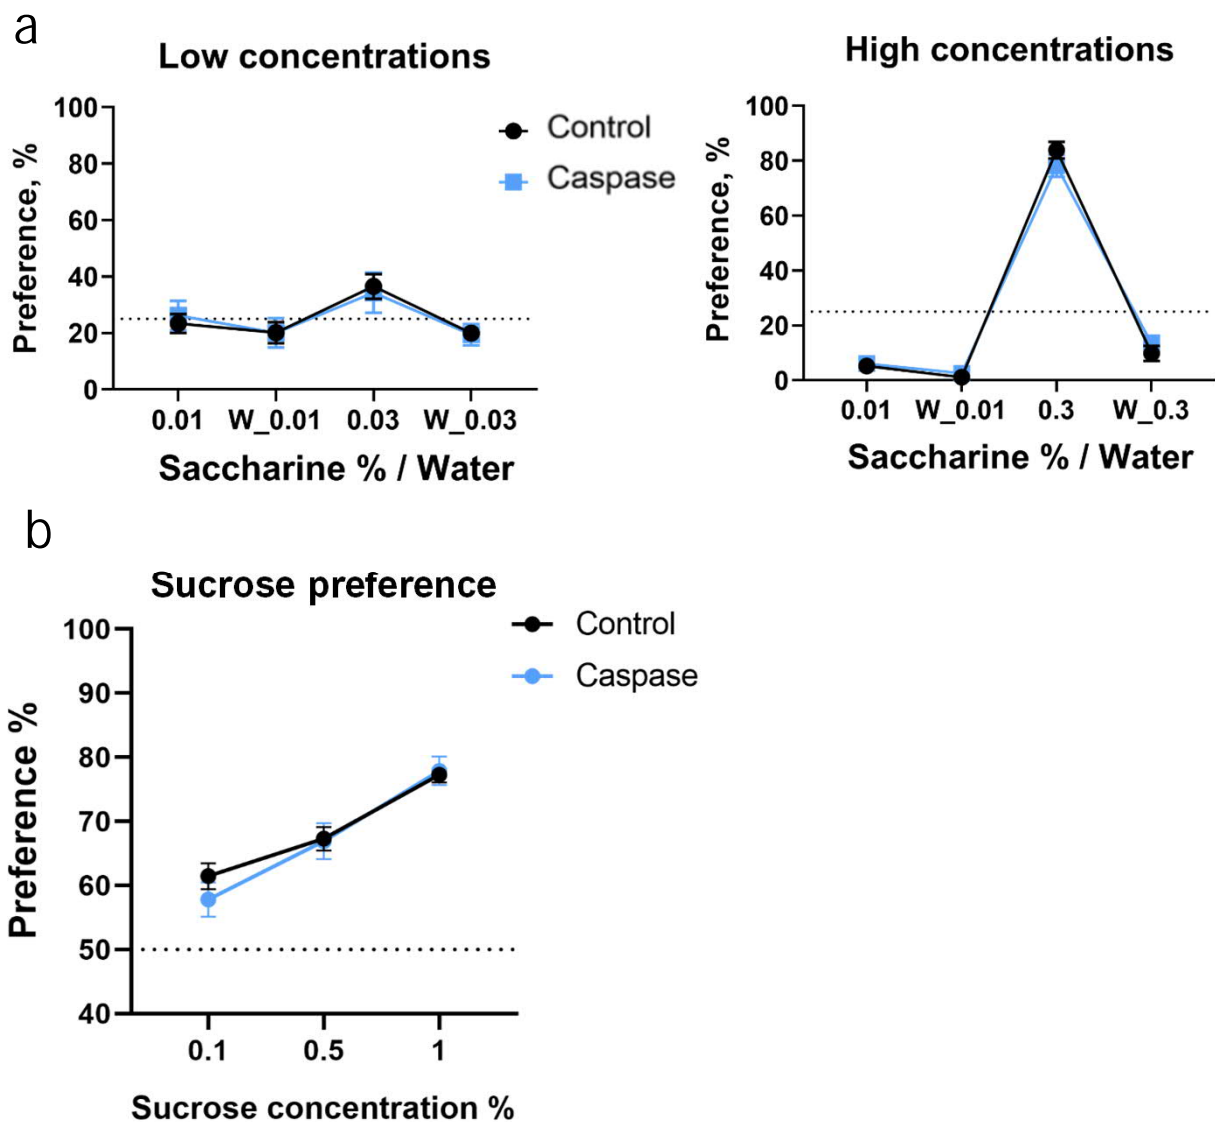 a
Low concentrations
High concentrations
Control
Caspase
Preference, %
100
80
60
40
20
0
0.01 W_0.01 0.03 W_0.03
Saccharine % / Water
Preference, %
100
80
60
40
20
0
0.01 W_0.01 0.3 W_0.3
Saccharine % / Water
b
Sucrose preference
Control
Caspase
Preference %
100
90
80
70
60
50
40
0.1 0.5 1
Sucrose concentration %